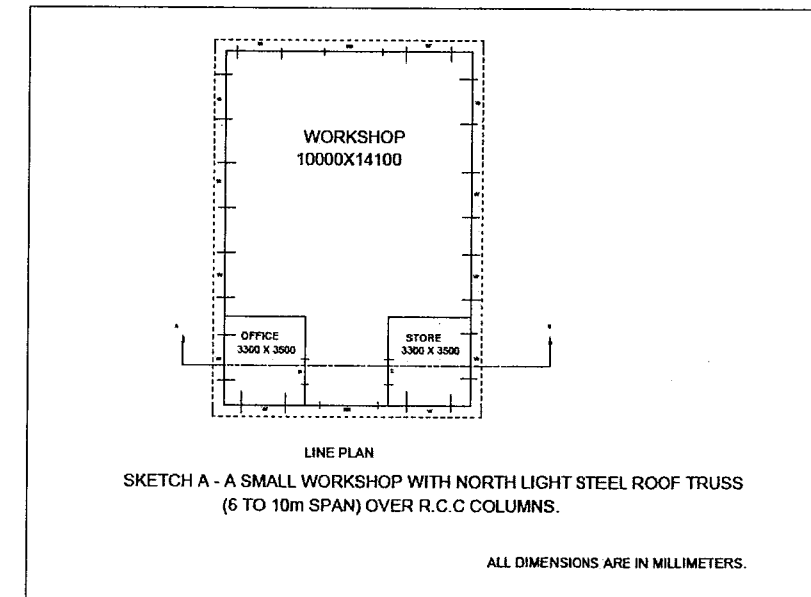 WORKSHOP
10000X14100
OFFICE
3300 X 3500
STORE
3300 X 3500
LINE PLAN
SKETCH A - A SMALL WORKSHOP WITH NORTH LIGHT STEEL ROOF TRUSS
(6 TO 10m SPAN) OVER R.C.C COLUMNS.
ALL DIMENSIONS ARE IN MILLIMETERS.